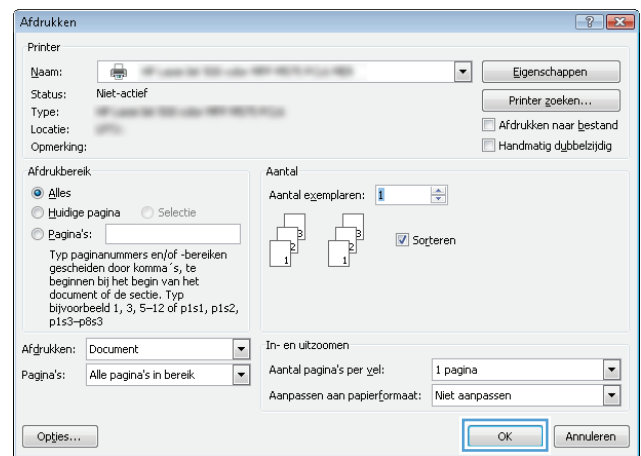 Afdrukken
Printer
Naam:
Eigenschappen
Status: Niet-actief
Printer zoeken...
Type:
Locatie:
Afdrukken naar bestand
Opmerking:
Handmatig dubbelzijdig
Afdrukbereik
Alles
Huidige pagina Selectie
Pagina's:
Typ paginanummers en/of -bereiken
gescheiden door komma´s, te
beginnen bij het begin van het
document of de sectie. Typ
bijvoorbeeld 1, 3, 5–12 of p1s1, p1s2,
p1s3–p8s3
Aantal
Aantal exemplaren: 1
3 3
2 2
1 1
Sorteren
Afdrukken: Document
Pagina's: Alle pagina's in bereik
In- en uitzoomen
Aantal pagina's per vel: 1 pagina
Aanpassen aan papierformaat: Niet aanpassen
Opties...
OK
Annuleren